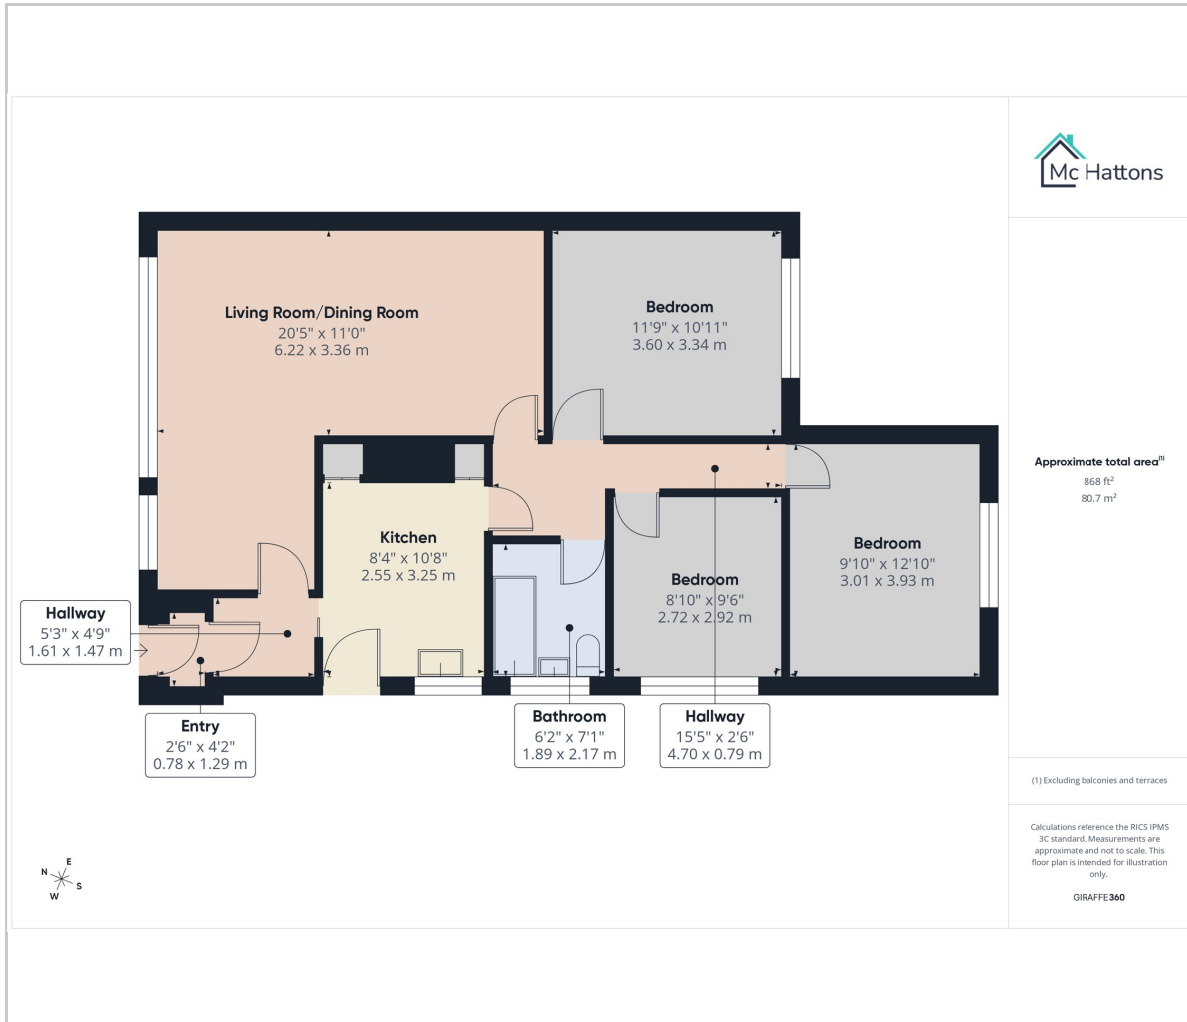 Mc Hattons
Living Room/Dining Room
20'5" x 11'0"
6.22 x 3.36 m
Bedroom
11'9" x 10'11"
3.60 x 3.34 m
Kitchen
8'4" x 10'8"
2.55 x 3.25 m
Bedroom
9'10" x 12'10"
3.01 x 3.93 m
Bedroom
8'10" x 9'6"
2.72 x 2.92 m
Hallway
5'3" x 4'9"
1.61 x 1.47 m
Entry
2'6" x 4'2"
0.78 x 1.29 m
Bathroom
6'2" x 7'1"
1.89 x 2.17 m
Hallway
15'5" x 2'6"
4.70 x 0.79 m
N
E
S
W
Approximate total area⁽¹⁾
868 ft²
80.7 m²
(1) Excluding balconies and terraces
Calculations reference the RICS IPMS
3C standard. Measurements are
approximate and not to scale. This
floor plan is intended for illustration
only.
GIRAFFE360